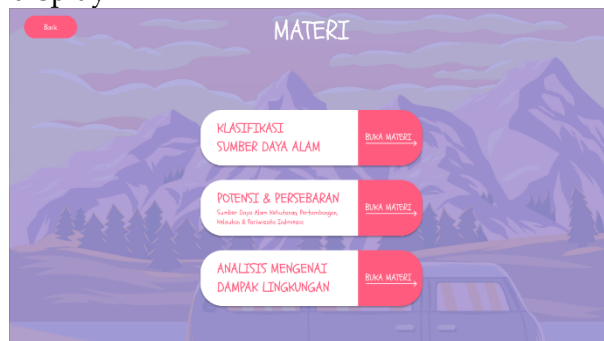 Back
MATERI
KLASIFIKASI
SUMBER DAYA ALAM
BUKA MATERI
POTENSI & PERSEBARAN
Sumber Daya Alam Kehutanan, Pertambangan,
Kelautan & Pariwisata Indonesia
BUKA MATERI
ANALISIS MENGENAI
DAMPAK LINGKUNGAN
BUKA MATERI